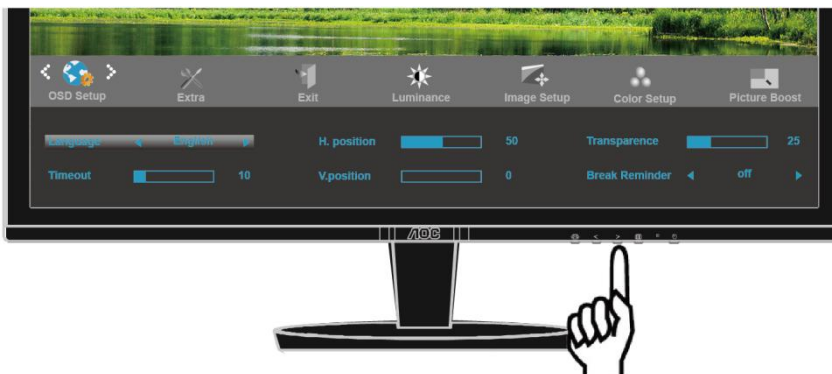 OSD Setup Extra Exit Luminance Image Setup Color Setup Picture Boost
Language English H. position 50 Transparence 25
Timeout 10 V.position 0 Break Reminder off
AOC